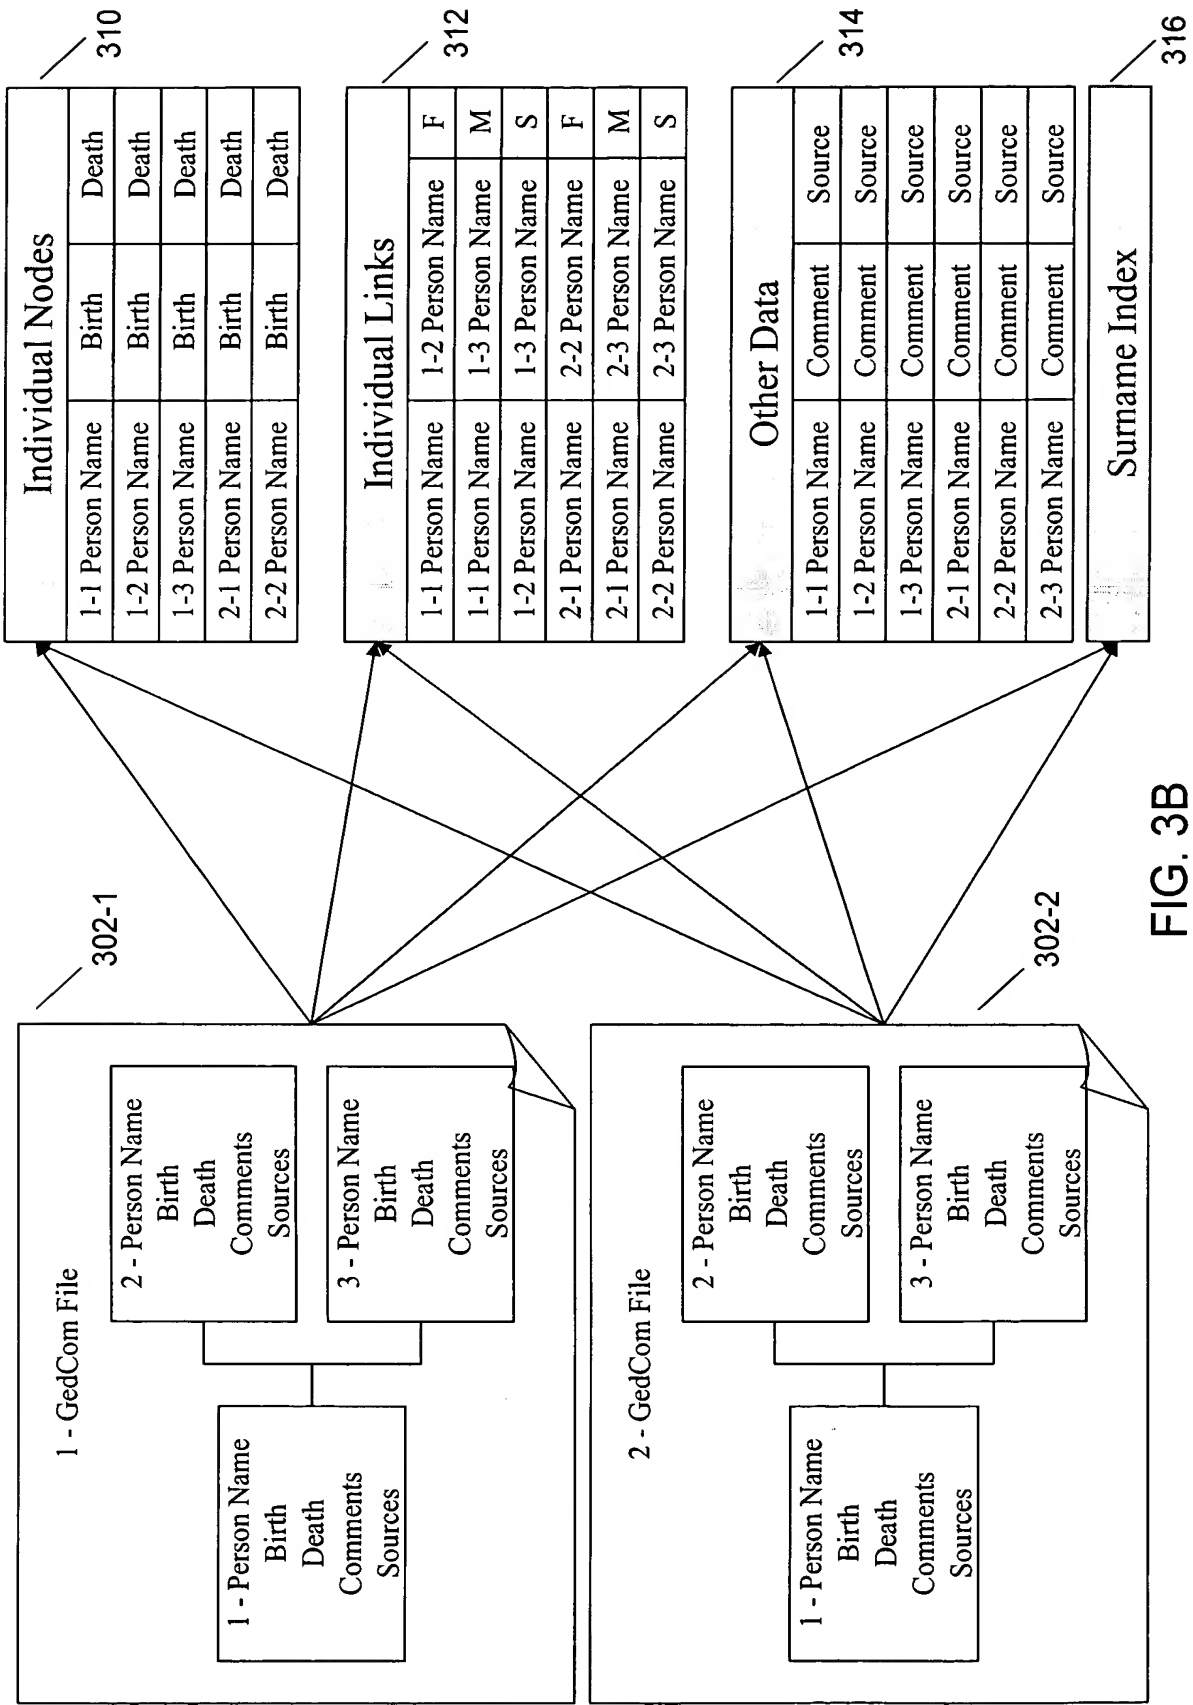 302-1
1 - GedCom File
1 - Person Name
Birth
Death
Comments
Sources
2 - Person Name
Birth
Death
Comments
Sources
3 - Person Name
Birth
Death
Comments
Sources
302-2
2 - GedCom File
1 - Person Name
Birth
Death
Comments
Sources
2 - Person Name
Birth
Death
Comments
Sources
3 - Person Name
Birth
Death
Comments
Sources
310
Individual Nodes
1-1 Person Name Birth Death
1-2 Person Name Birth Death
1-3 Person Name Birth Death
2-1 Person Name Birth Death
2-2 Person Name Birth Death
312
Individual Links
1-1 Person Name 1-2 Person Name F
1-1 Person Name 1-3 Person Name M
1-2 Person Name 1-3 Person Name S
2-1 Person Name 2-2 Person Name F
2-1 Person Name 2-3 Person Name M
2-2 Person Name 2-3 Person Name S
314
Other Data
1-1 Person Name Comment Source
1-2 Person Name Comment Source
1-3 Person Name Comment Source
2-1 Person Name Comment Source
2-2 Person Name Comment Source
2-3 Person Name Comment Source
316
Surname Index
FIG. 3B